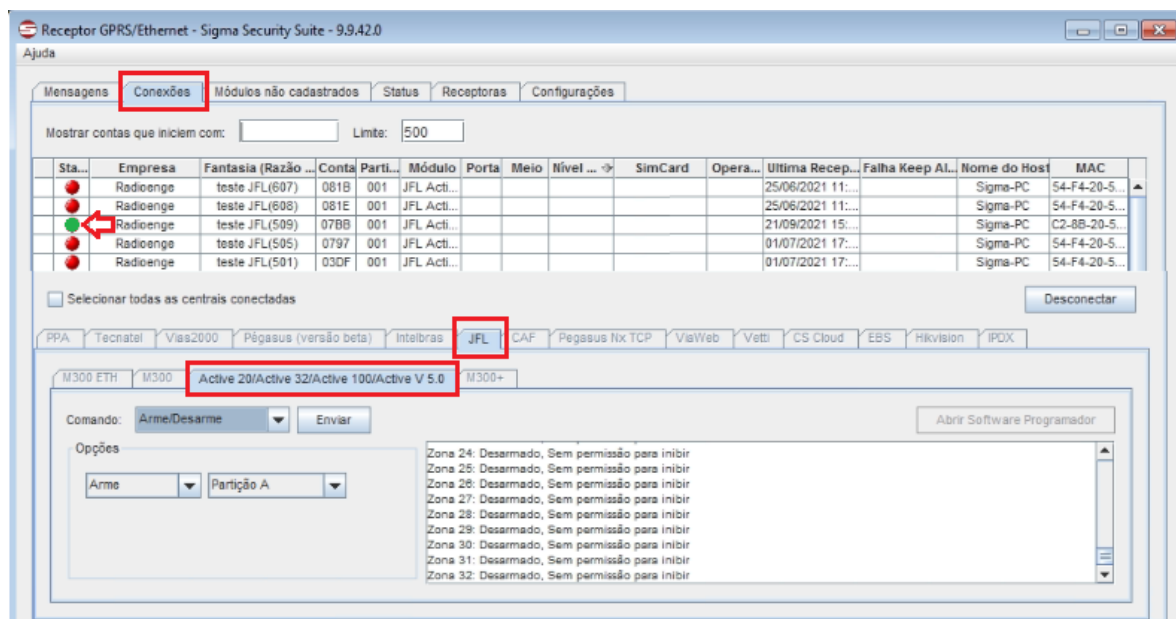 Receptor GPRS/Ethernet - Sigma Security Suite - 9.9.42.0
Ajuda
Mensagens Conexões Módulos não cadastrados Status Receptoras Configurações
Mostrar contas que iniciem com: Limite: 500
Sta... Empresa Fantasia (Razão ... Conta Parti... Módulo Porta Meio Nível ... SimCard Opera... Ultima Recep... Falha Keep Al... Nome do Host MAC
Radioenge teste JFL(607) 081B 001 JFL Acti... 25/06/2021 11:... Sigma-PC 54-F4-20-5...
Radioenge teste JFL(608) 081E 001 JFL Acti... 25/06/2021 11:... Sigma-PC 54-F4-20-5...
Radioenge teste JFL(509) 07BB 001 JFL Acti... 21/09/2021 15:... Sigma-PC C2-8B-20-5...
Radioenge teste JFL(505) 0797 001 JFL Acti... 01/07/2021 17:... Sigma-PC 54-F4-20-5...
Radioenge teste JFL(501) 03DF 001 JFL Acti... 01/07/2021 17:... Sigma-PC 54-F4-20-5...
Selecionar todas as centrais conectadas Desconectar
PPA Tecnatel Viss2000 Pégasus (versão beta) Intelbras JFL CAF Pegasus Nx TCP ViaWeb Vetti CS Cloud EBS Hikvision IPDX
M300 ETH M300 Active 20/Active 32/Active 100/Active V 5.0 M300+
Comando: Arme/Desarme Enviar Abrir Software Programador
Opções
Arme Partição A
Zona 24: Desarmado, Sem permissão para inibir
Zona 25: Desarmado, Sem permissão para inibir
Zona 26: Desarmado, Sem permissão para inibir
Zona 27: Desarmado, Sem permissão para inibir
Zona 28: Desarmado, Sem permissão para inibir
Zona 29: Desarmado, Sem permissão para inibir
Zona 30: Desarmado, Sem permissão para inibir
Zona 31: Desarmado, Sem permissão para inibir
Zona 32: Desarmado, Sem permissão para inibir